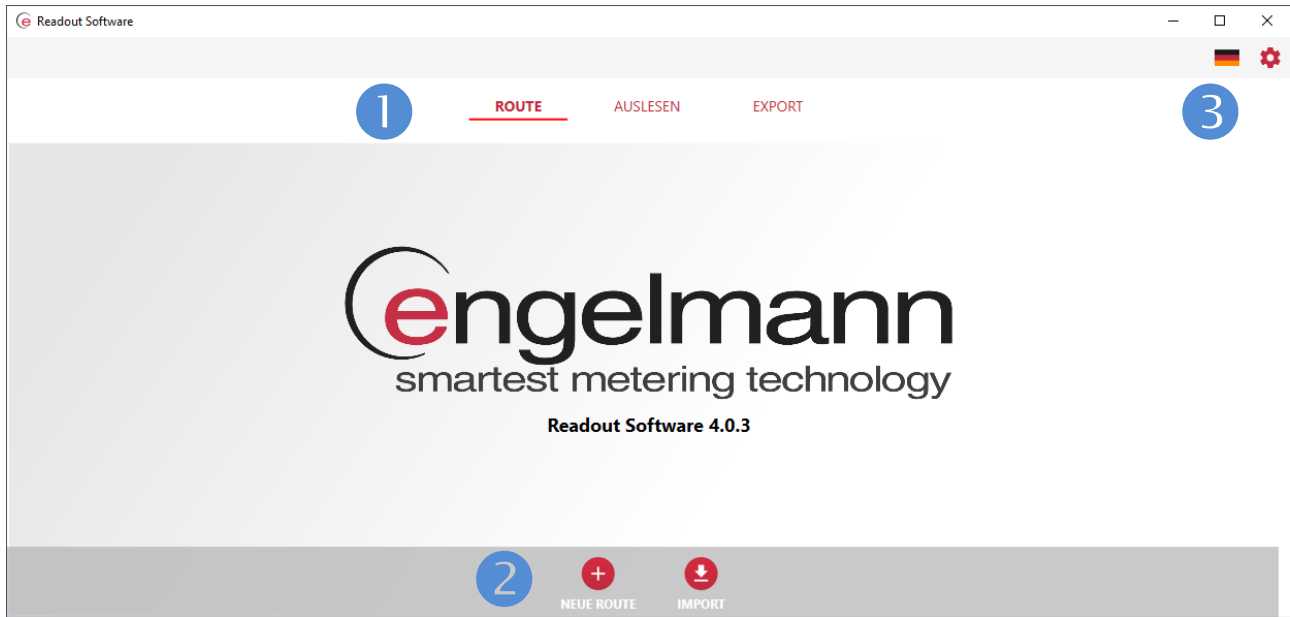 Readout Software
1 ROUTE AUSLESEN EXPORT 3
engelmann
smartest metering technology
Readout Software 4.0.3
2
NEUE ROUTE IMPORT